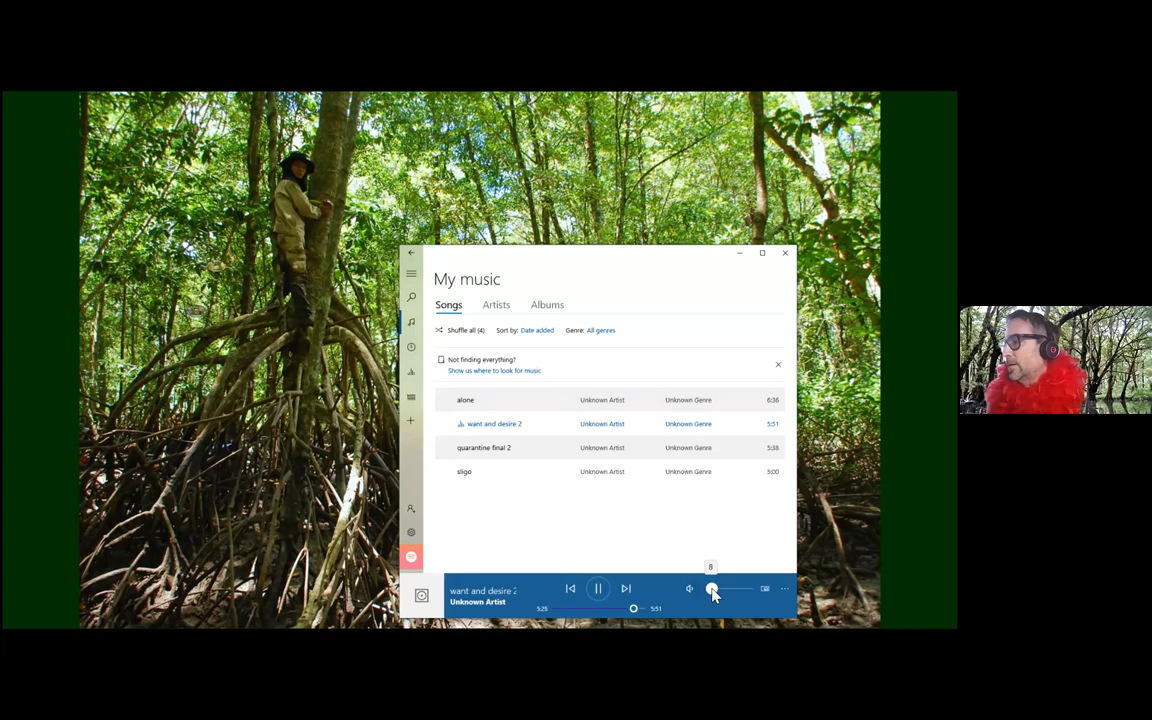 My music
Songs Artists Albums
Shuffle all (4) Sort by: Date added Genre: All genres
Not finding everything?
Show us where to look for music
alone Unknown Artist Unknown Genre 6:36
want and desire 2 Unknown Artist Unknown Genre 5:51
quarantine final 2 Unknown Artist Unknown Genre 5:38
sligo Unknown Artist Unknown Genre 5:00
8
want and desire 2
Unknown Artist
5:25 5:51